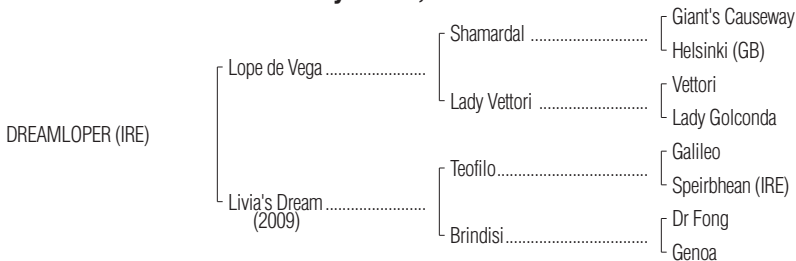 Giant's Causeway
Shamardal ........................
Helsinki (GB)
Lope de Vega ........................
Vettori
Lady Vettori ........................
Lady Golconda
DREAMLOPER (IRE)
Galileo
Teofilo........................
Speirbhean (IRE)
Livia's Dream ........................
(2009)
Dr Fong
Brindisi........................
Genoa